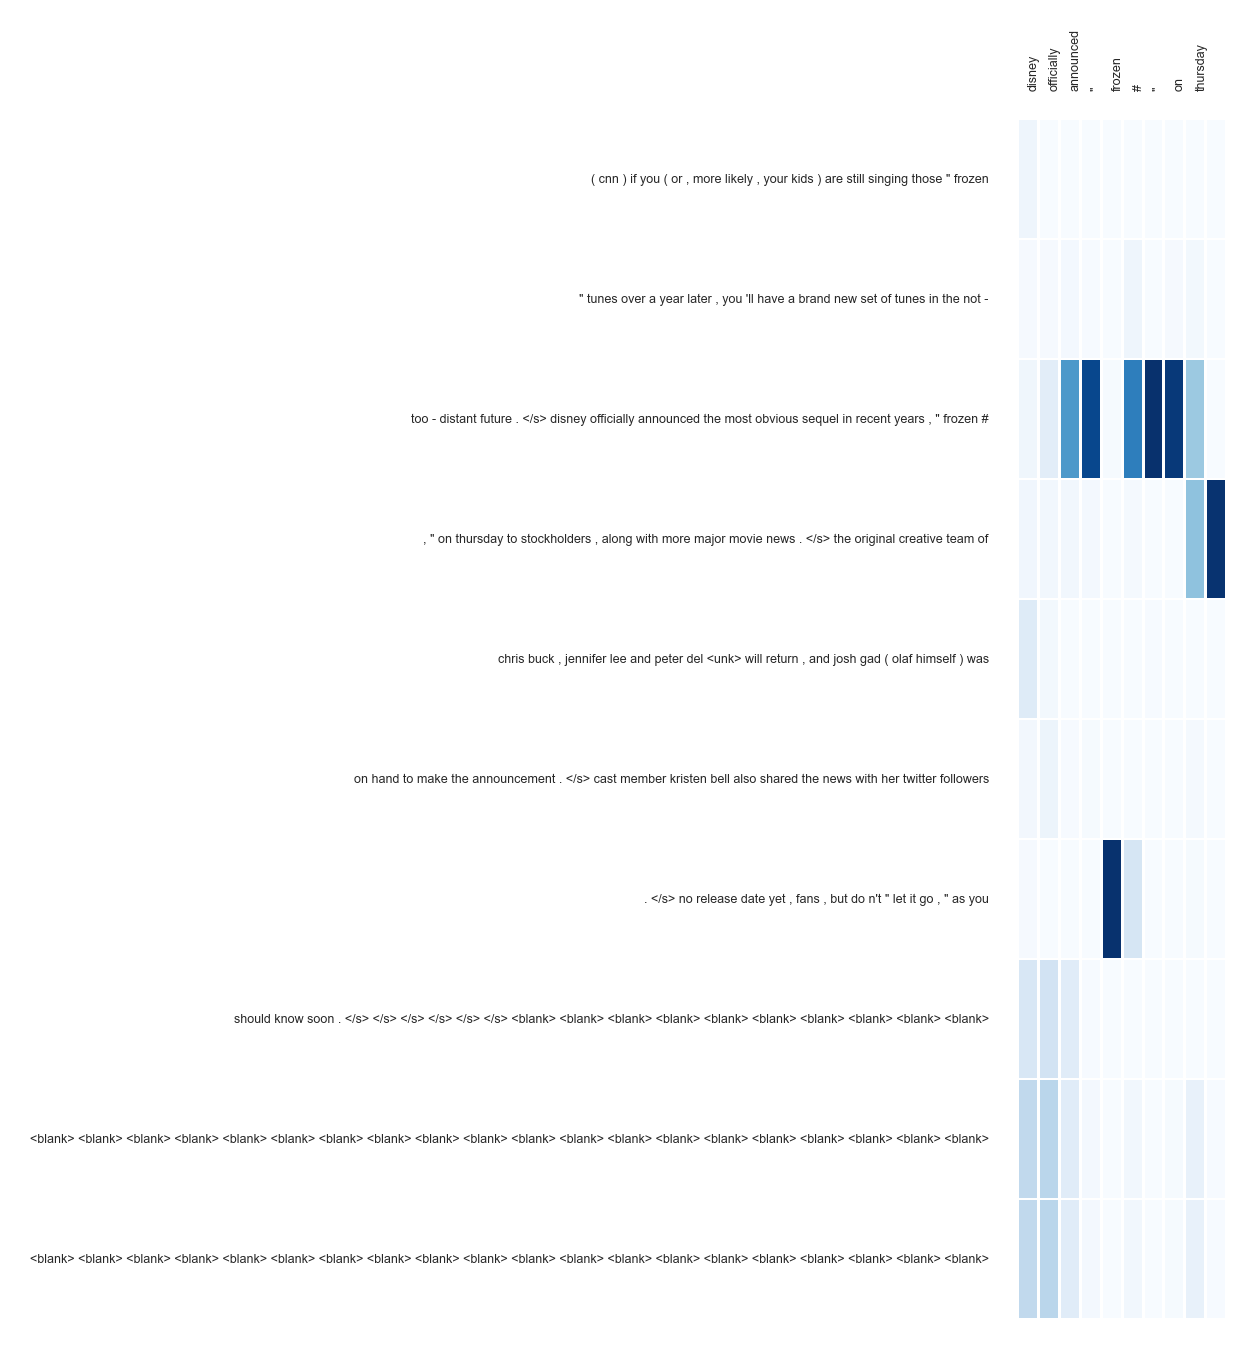 disney
officially
announced
"
frozen
#
"
on
thursday
( cnn ) if you ( or , more likely , your kids ) are still singing those " frozen
" tunes over a year later , you 'll have a brand new set of tunes in the not -
too - distant future . </s> disney officially announced the most obvious sequel in recent years , " frozen #
, " on thursday to stockholders , along with more major movie news . </s> the original creative team of
chris buck , jennifer lee and peter del <unk> will return , and josh gad ( olaf himself ) was
on hand to make the announcement . </s> cast member kristen bell also shared the news with her twitter followers
. </s> no release date yet , fans , but do n't " let it go , " as you
should know soon . </s> </s> </s> </s> </s> </s> <blank> <blank> <blank> <blank> <blank> <blank> <blank> <blank> <blank> <blank>
<blank> <blank> <blank> <blank> <blank> <blank> <blank> <blank> <blank> <blank> <blank> <blank> <blank> <blank> <blank> <blank> <blank> <blank> <blank> <blank>
<blank> <blank> <blank> <blank> <blank> <blank> <blank> <blank> <blank> <blank> <blank> <blank> <blank> <blank> <blank> <blank> <blank> <blank> <blank> <blank>